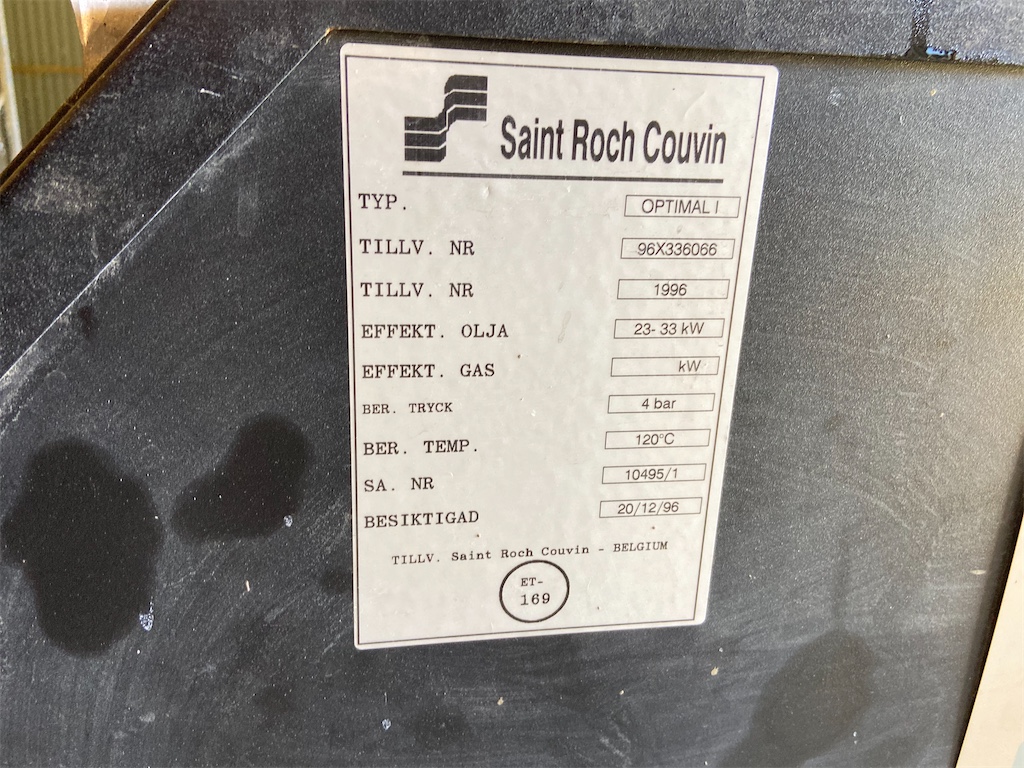 Saint Roch Couvin
TYP. OPTIMAL I
TILLV. NR 96X336066
TILLV. NR 1996
EFFEKT. OLJA 23- 33 kW
EFFEKT. GAS kW
BER. TRYCK 4 bar
BER. TEMP. 120°C
SA. NR 10495/1
BESIKTIGAD 20/12/96
TILLV. Saint Roch Couvin - BELGIUM
ET-
169